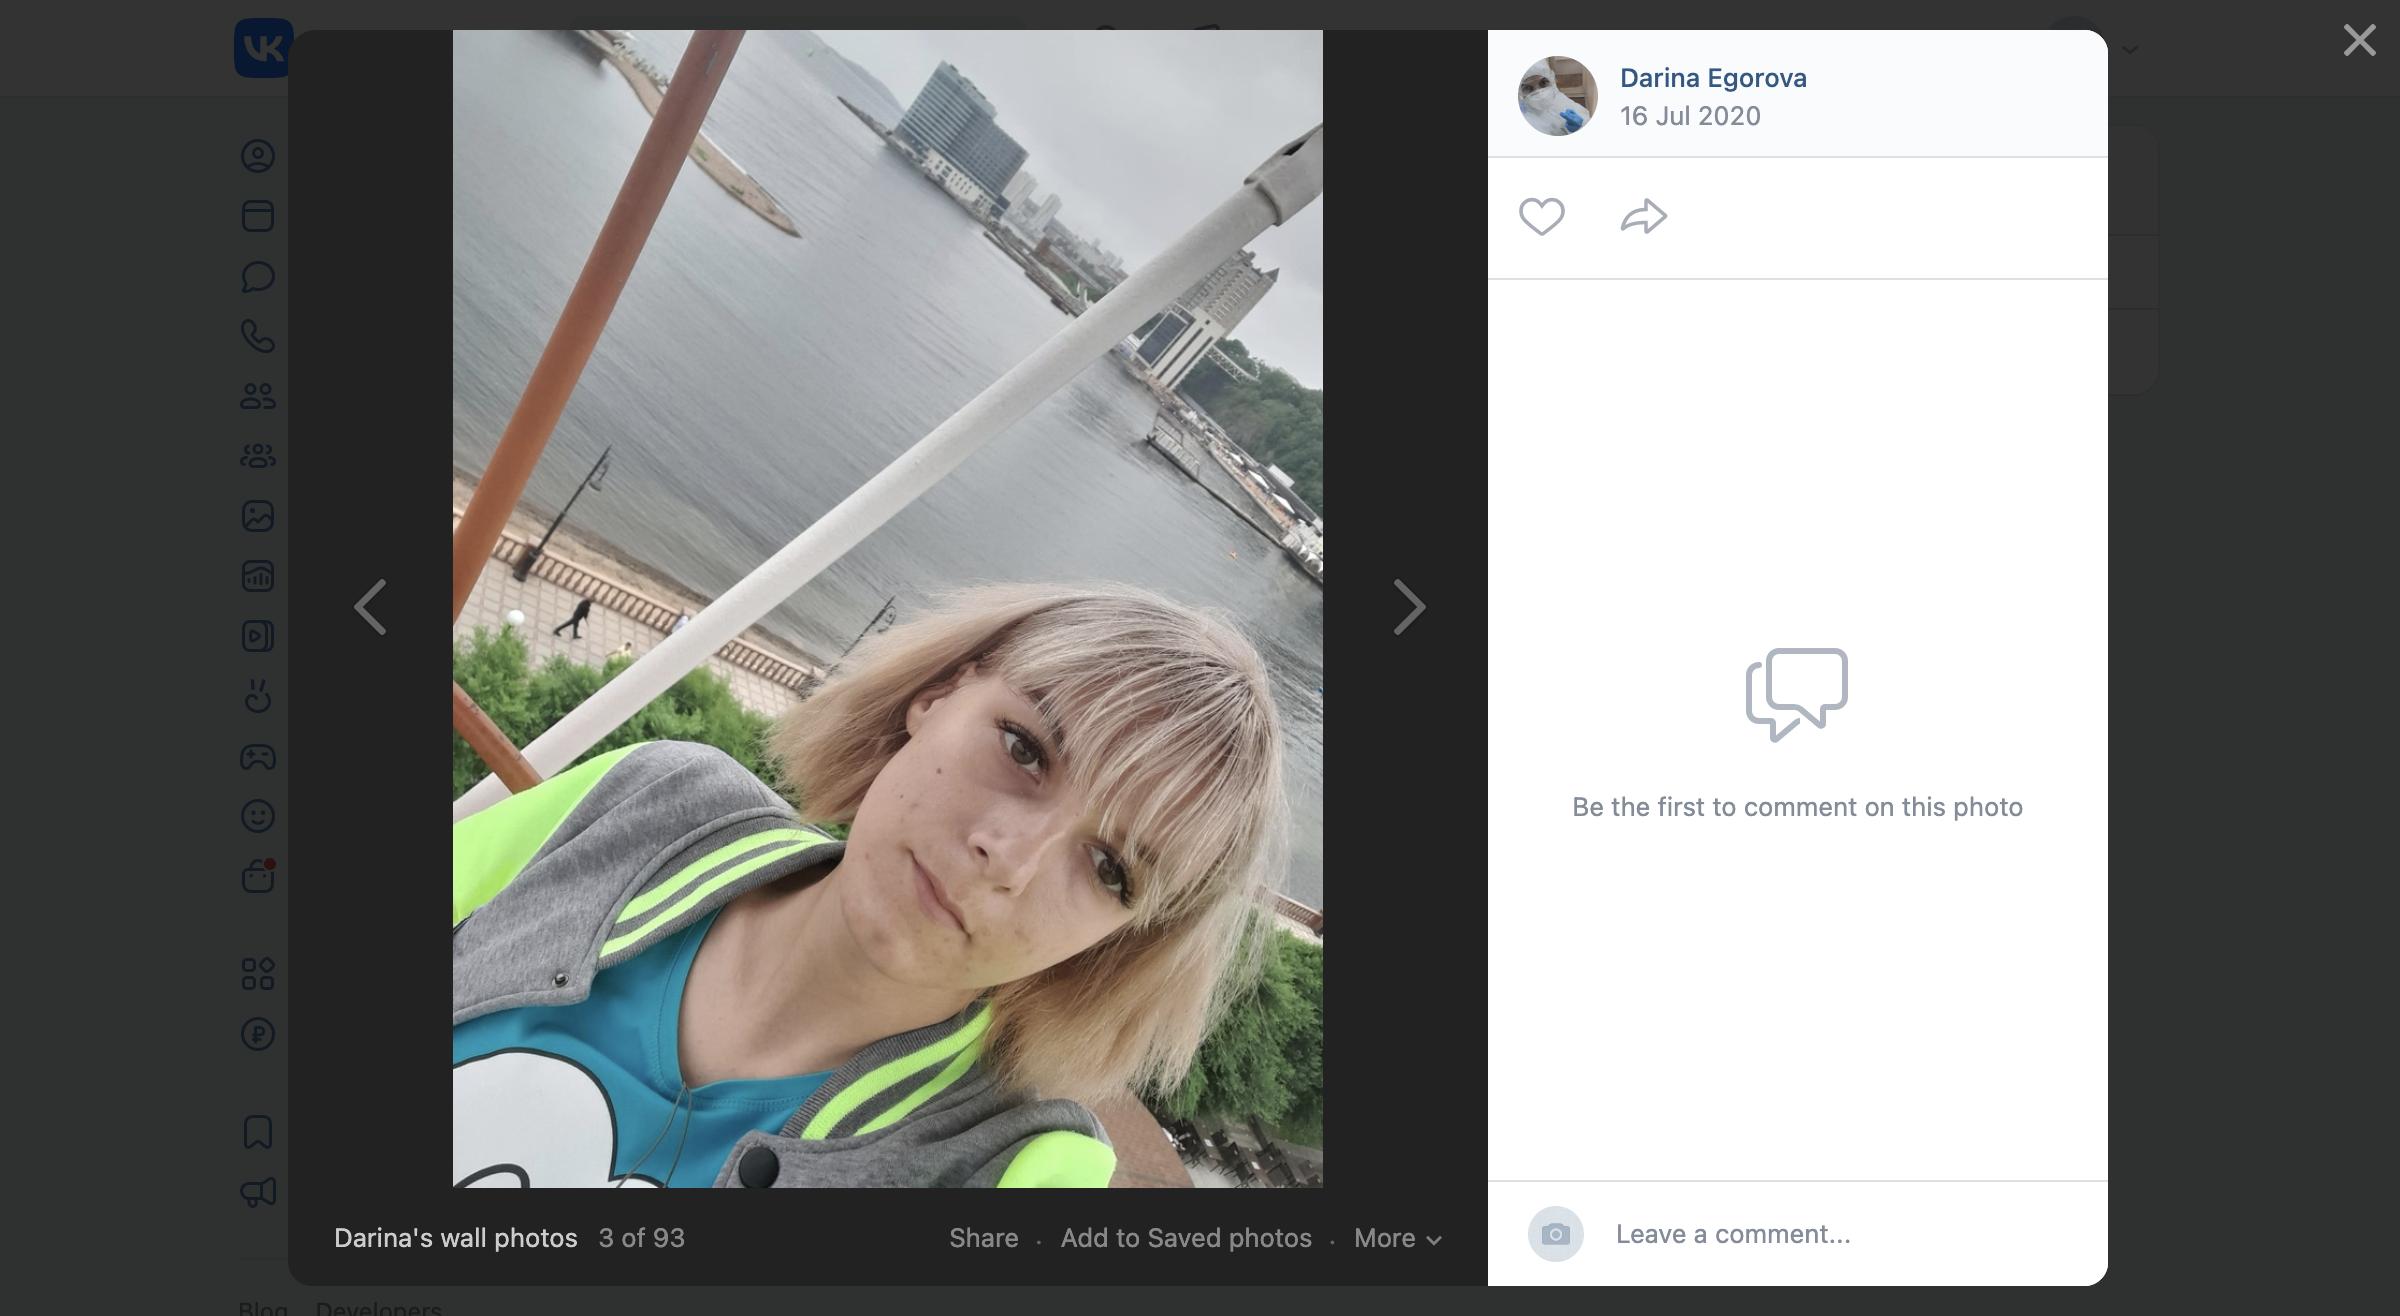 VK
Darina Egorova
16 Jul 2020
Be the first to comment on this photo
Darina's wall photos 3 of 93 Share · Add to Saved photos · More
Leave a comment...
Blog Developers